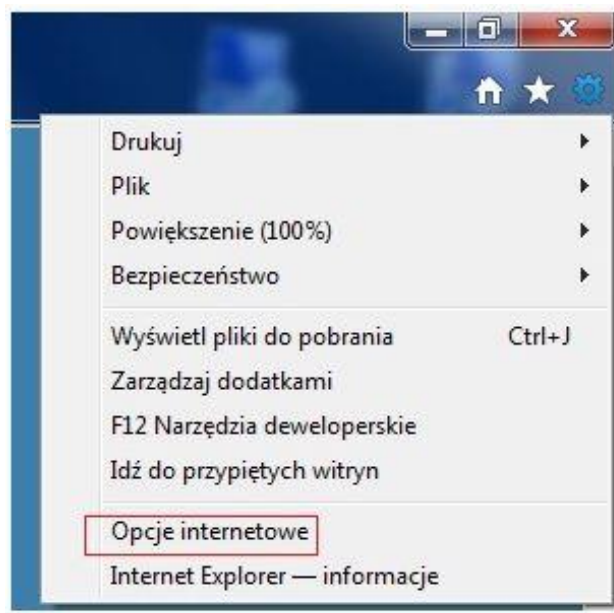 Drukuj
Plik
Powiększenie (100%)
Bezpieczeństwo
Wyświetl pliki do pobrania Ctrl+J
Zarządzaj dodatkami
F12 Narzędzia deweloperskie
Idź do przypiętych witryn
Opcje internetowe
Internet Explorer — informacje